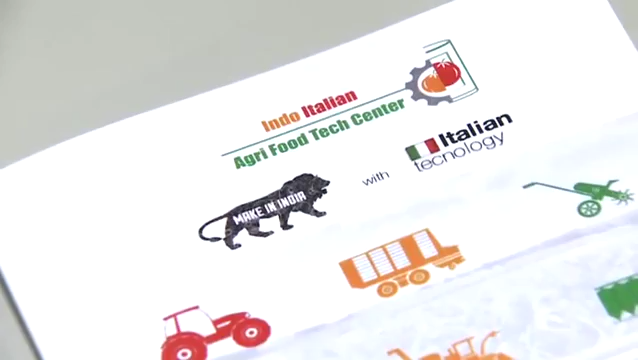 Indo Italian
Agri Food Tech Center
MAKE IN INDIA
with
Italian
tecnology